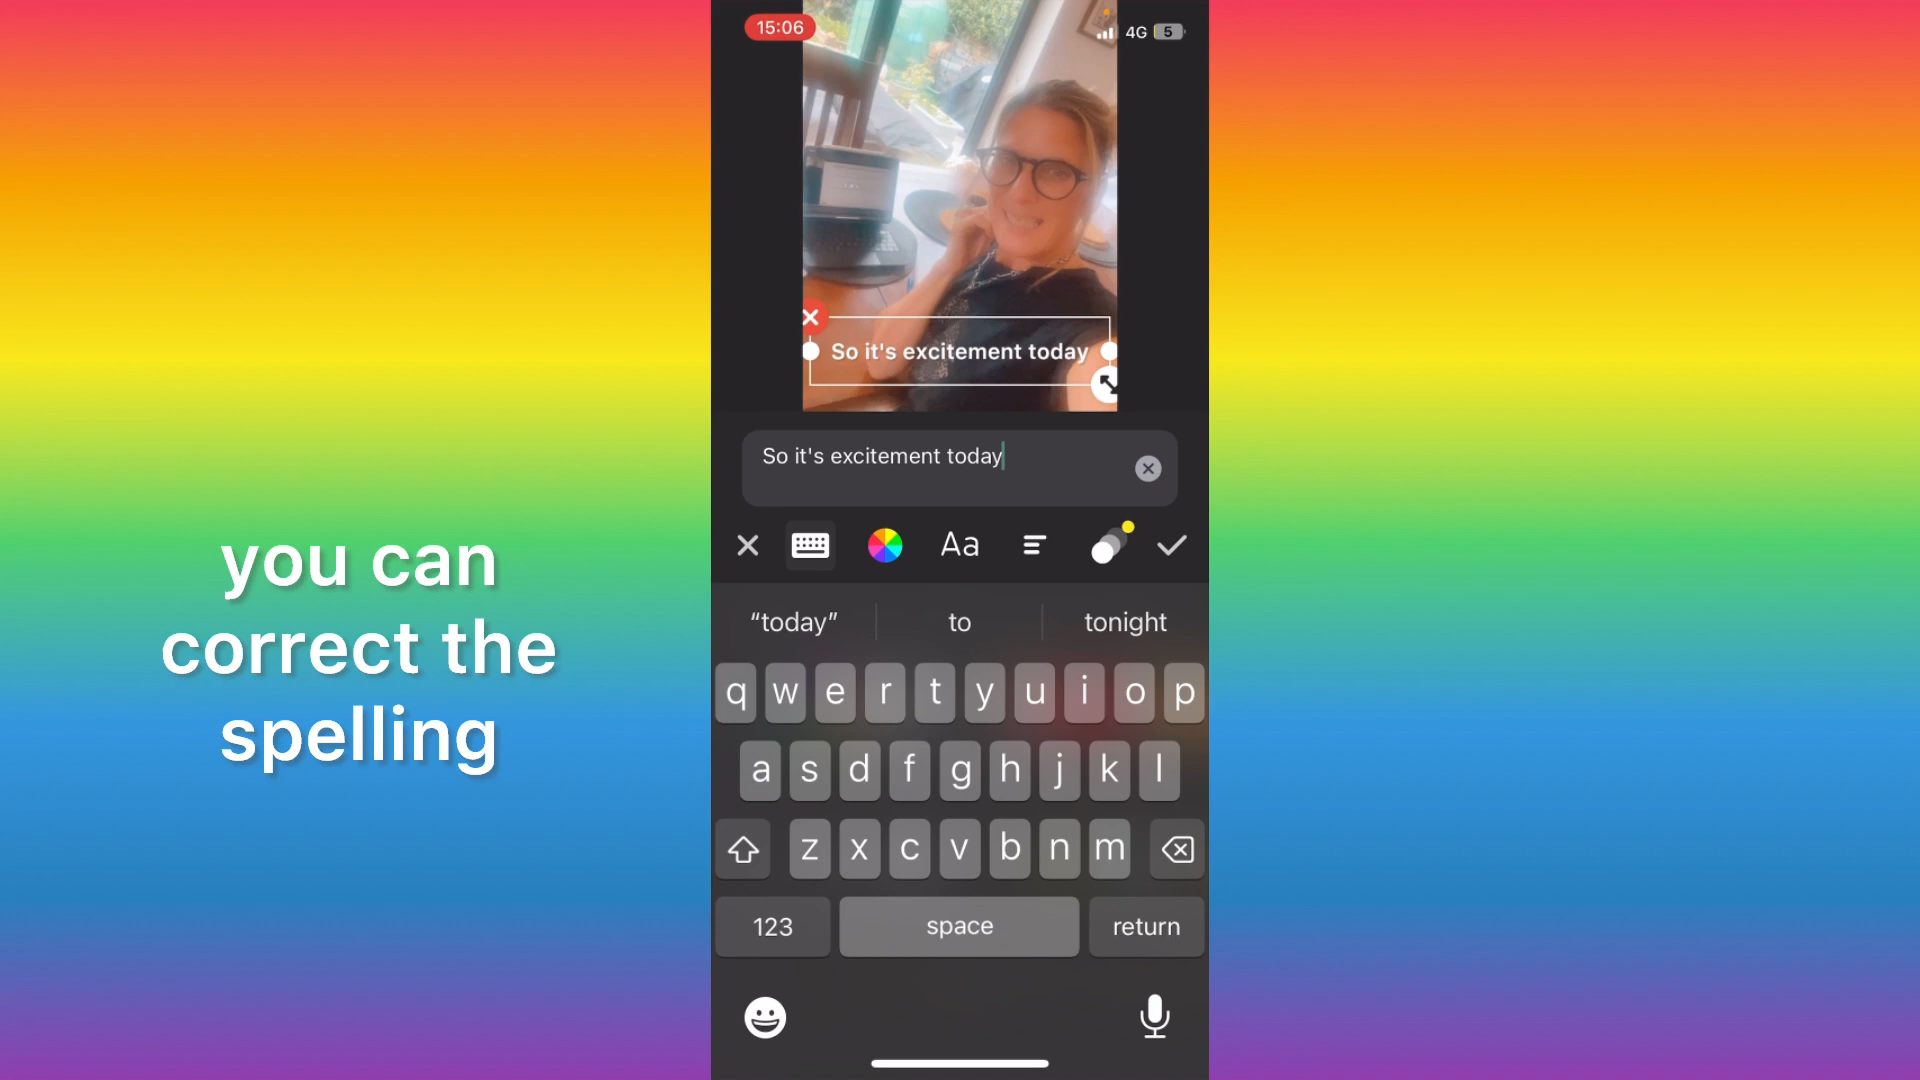 you can
correct the
spelling
15:06
4G 5
So it's excitement today
So it's excitement today
Aa
“today” to tonight
q w e r t y u i o p
a s d f g h j k l
z x c v b n m
123 space return